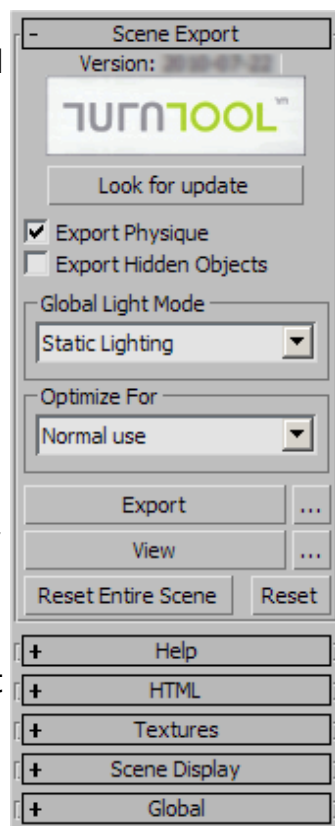 - Scene Export
Version:
TURNTOOL™
Look for update
Export Physique
Export Hidden Objects
Global Light Mode
Static Lighting
Optimize For
Normal use
Export ...
View ...
Reset Entire Scene Reset
+ Help
+ HTML
+ Textures
+ Scene Display
+ Global